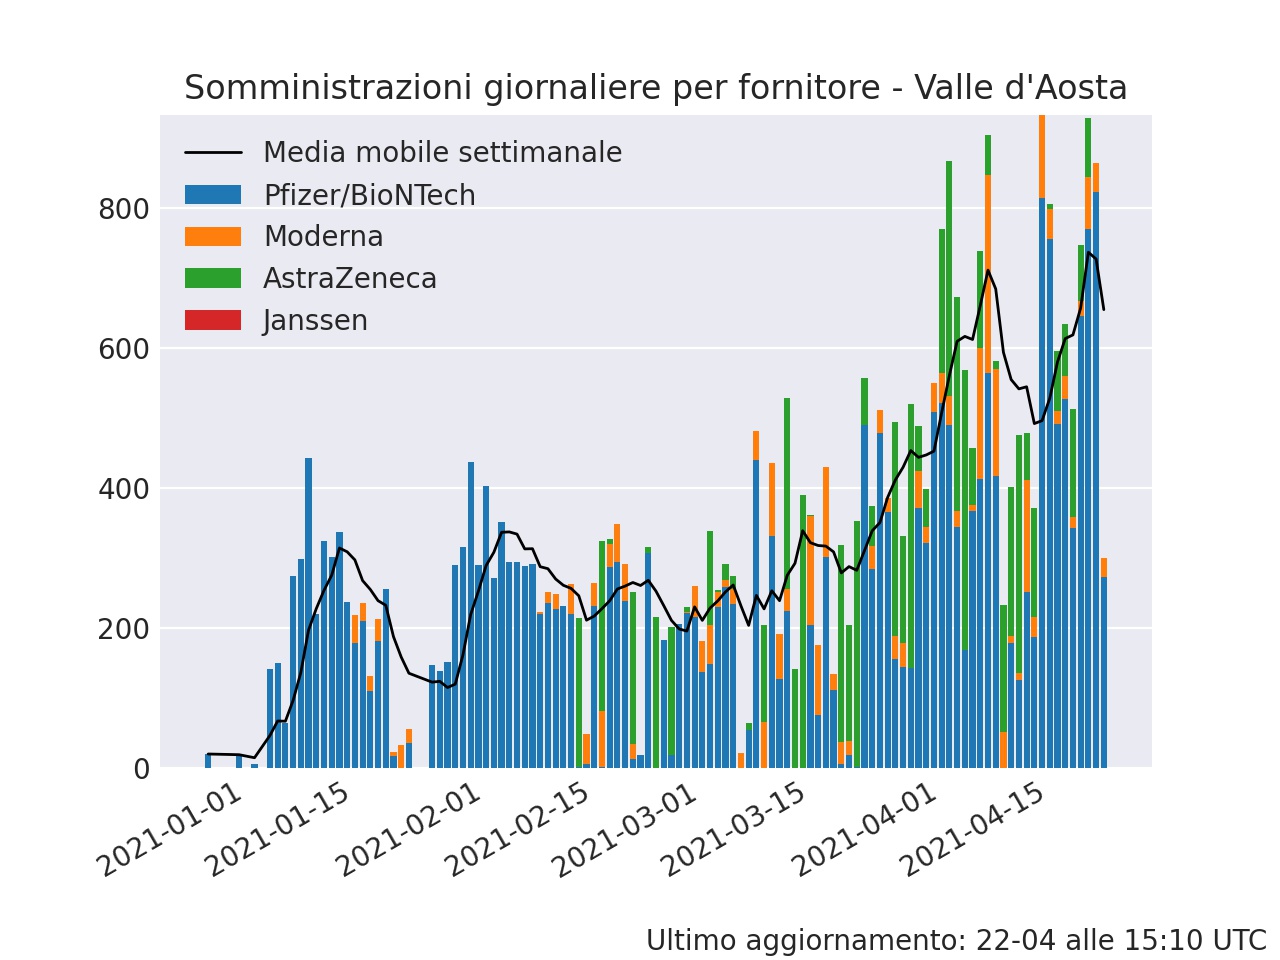 Somministrazioni giornaliere per fornitore - Valle d'Aosta
Media mobile settimanale
Pfizer/BioNTech
Moderna
AstraZeneca
Janssen
800
600
400
200
0
2021-01-01
2021-01-15
2021-02-01
2021-02-15
2021-03-01
2021-03-15
2021-04-01
2021-04-15
Ultimo aggiornamento: 22-04 alle 15:10 UTC